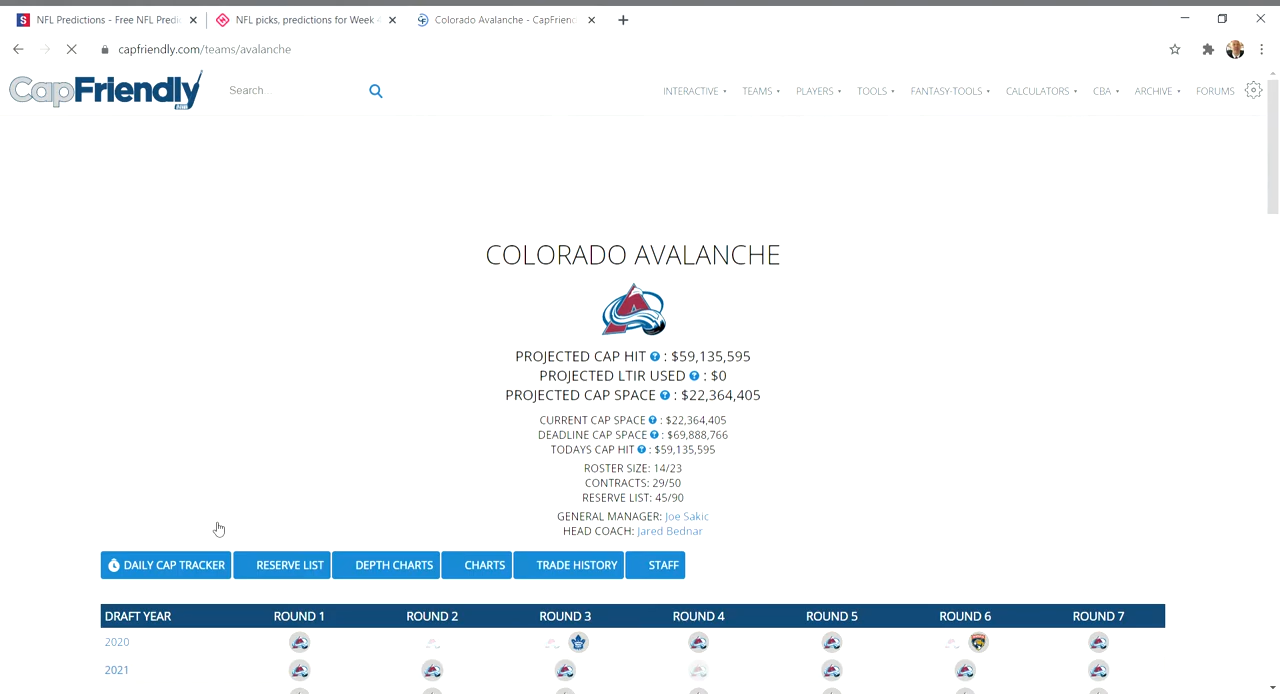 NFL Predictions - Free NFL Predi
NFL picks, predictions for Week 4
Colorado Avalanche - CapFriend
capfriendly.com/teams/avalanche
CapFriendly
Search...
INTERACTIVE
TEAMS
PLAYERS
TOOLS
FANTASY-TOOLS
CALCULATORS
CBA
ARCHIVE
FORUMS
COLORADO AVALANCHE
PROJECTED CAP HIT ? : $59,135,595
PROJECTED LTIR USED ? : $0
PROJECTED CAP SPACE ? : $22,364,405
CURRENT CAP SPACE ? : $22,364,405
DEADLINE CAP SPACE ? : $69,888,766
TODAYS CAP HIT ? : $59,135,595
ROSTER SIZE: 14/23
CONTRACTS: 29/50
RESERVE LIST: 45/90
GENERAL MANAGER: Joe Sakic
HEAD COACH: Jared Bednar
DAILY CAP TRACKER
RESERVE LIST
DEPTH CHARTS
CHARTS
TRADE HISTORY
STAFF
DRAFT YEAR ROUND 1 ROUND 2 ROUND 3 ROUND 4 ROUND 5 ROUND 6 ROUND 7
2020
2021